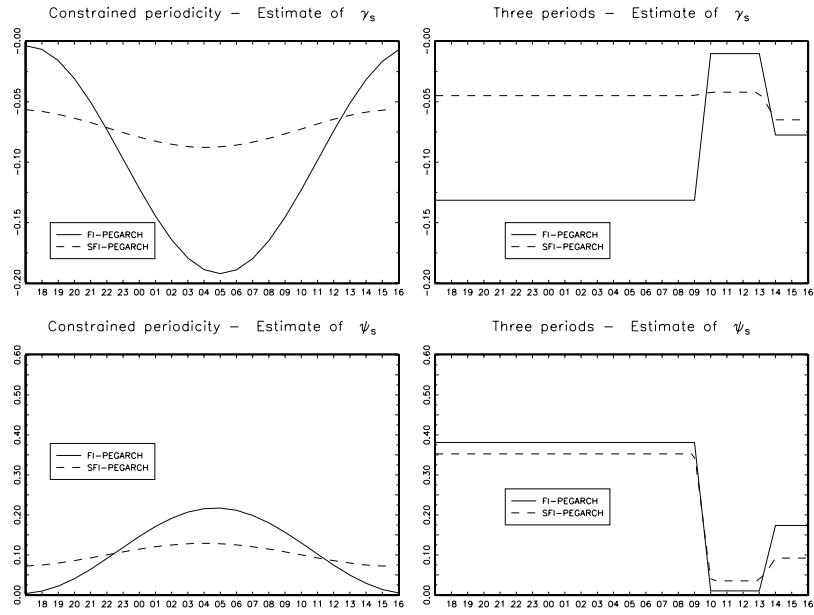 Constrained periodicity – Estimate of γs
-0.00
-0.05
-0.10
-0.15
-0.20
FI-PEGARCH
SFI-PEGARCH
18 19 20 21 22 23 00 01 02 03 04 05 06 07 08 09 10 11 12 13 14 15 16
Three periods – Estimate of γs
-0.00
-0.05
-0.10
-0.15
-0.20
FI-PEGARCH
SFI-PEGARCH
18 19 20 21 22 23 00 01 02 03 04 05 06 07 08 09 10 11 12 13 14 15 16
Constrained periodicity – Estimate of ψs
0.60
0.50
0.40
0.30
0.20
0.10
0.00
FI-PEGARCH
SFI-PEGARCH
18 19 20 21 22 23 00 01 02 03 04 05 06 07 08 09 10 11 12 13 14 15 16
Three periods – Estimate of ψs
0.60
0.50
0.40
0.30
0.20
0.10
0.00
FI-PEGARCH
SFI-PEGARCH
18 19 20 21 22 23 00 01 02 03 04 05 06 07 08 09 10 11 12 13 14 15 16